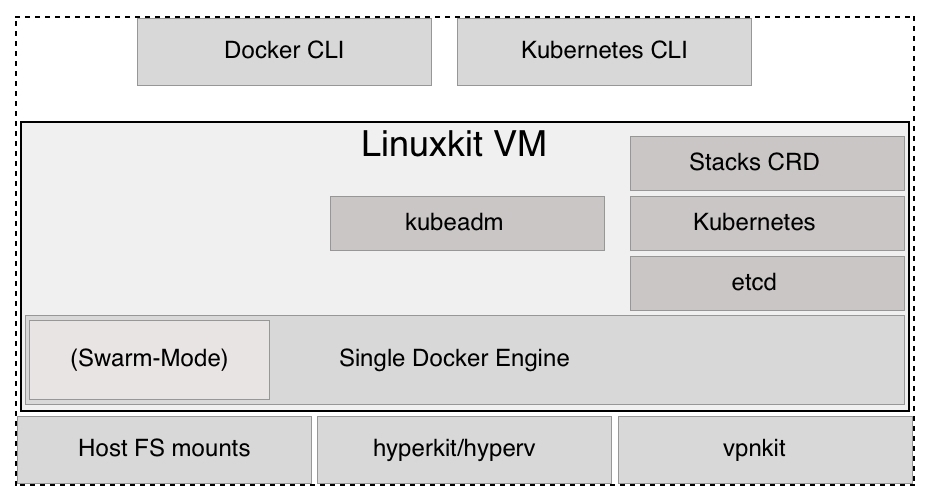 Docker CLI
Kubernetes CLI
Linuxkit VM
Stacks CRD
kubeadm
Kubernetes
etcd
(Swarm-Mode)
Single Docker Engine
Host FS mounts
hyperkit/hyperv
vpnkit